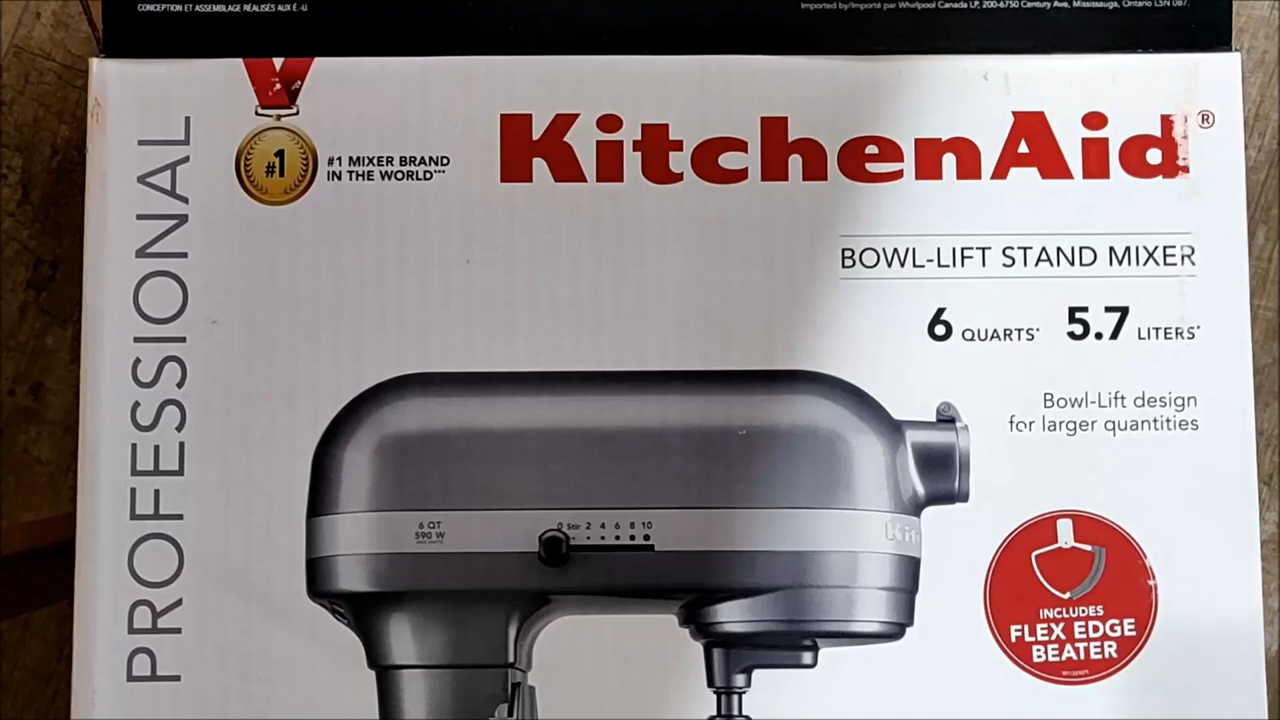 CONCEPTION ET ASSEMBLAGE RÉALISÉS AUX É.-U.
Imported by/Importé par Whirlpool Canada LP, 200-6750 Century Ave, Mississauga, Ontario L5N 0B7.
PROFESSIONAL
#1
#1 MIXER BRAND
IN THE WORLD***
KitchenAid®
BOWL-LIFT STAND MIXER
6 QUARTS* 5.7 LITERS*
Bowl-Lift design
for larger quantities
6 QT
590 W
0 Stir 2 4 6 8 10
Kit
INCLUDES
FLEX EDGE
BEATER